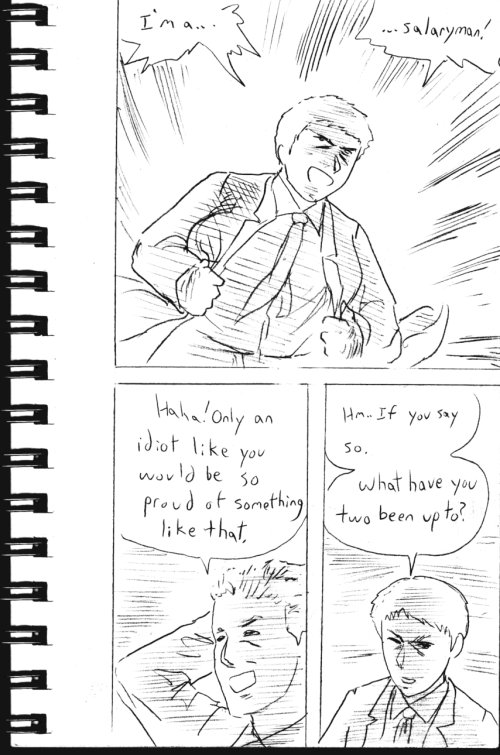 I'm a...
...salaryman!
Haha! Only an
idiot like you
would be so
proud of something
like that.
Hm.. If you say
so.
What have you
two been up to?